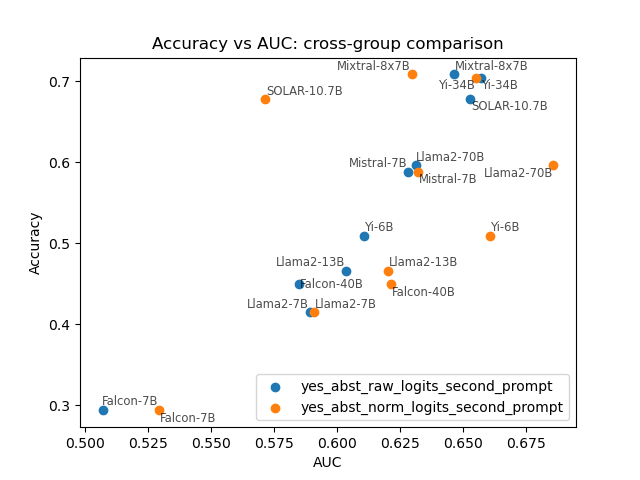 Accuracy vs AUC: cross-group comparison
Mixtral-8x7B
Mixtral-8x7B
0.7
Yi-34B
Yi-34B
SOLAR-10.7B
SOLAR-10.7B
0.6
Mistral-7B
Llama2-70B
Llama2-70B
Mistral-7B
Yi-6B
Yi-6B
0.5
Accuracy
Llama2-13B
Llama2-13B
Falcon-40B
Falcon-40B
0.4
Llama2-7B
Llama2-7B
yes_abst_raw_logits_second_prompt
yes_abst_norm_logits_second_prompt
Falcon-7B
Falcon-7B
0.3
0.500
0.525
0.550
0.575
0.600
0.625
0.650
0.675
AUC